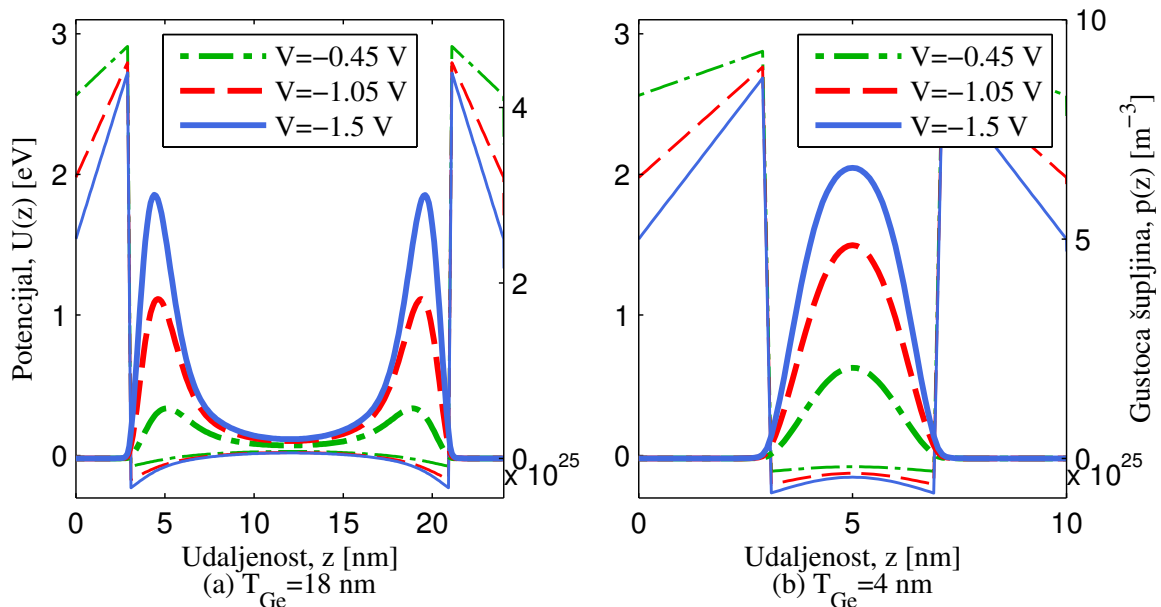 3
2
1
0
Potencijal, U(z) [eV]
V=−0.45 V
V=−1.05 V
V=−1.5 V
4
2
0
x 10^25
0
5
10
15
20
Udaljenost, z [nm]
(a) T_Ge=18 nm
3
2
1
0
V=−0.45 V
V=−1.05 V
V=−1.5 V
10
5
0
x 10^25
Gustoca šupljina, p(z) [m^−3]
0
5
10
Udaljenost, z [nm]
(b) T_Ge=4 nm